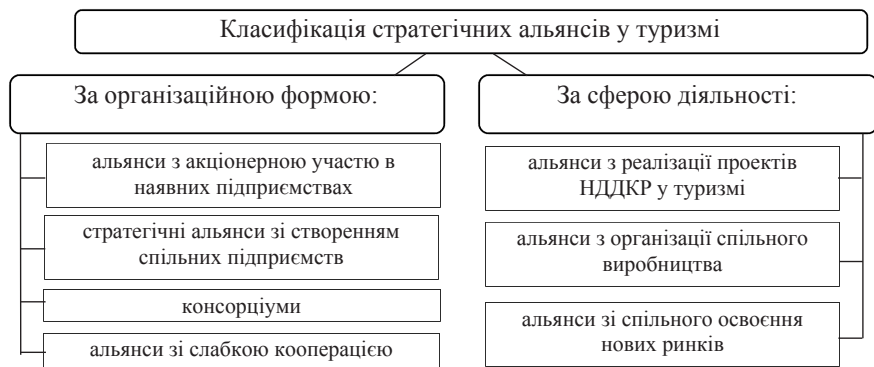 Класифікація стратегічних альянсів у туризмі
За організаційною формою:
альянси з акціонерною участю в
наявних підприємствах
стратегічні альянси зі створенням
спільних підприємств
консорціуми
альянси зі слабкою кооперацією
За сферою діяльності:
альянси з реалізації проектів
НДДКР у туризмі
альянси з організації спільного
виробництва
альянси зі спільного освоєння
нових ринків